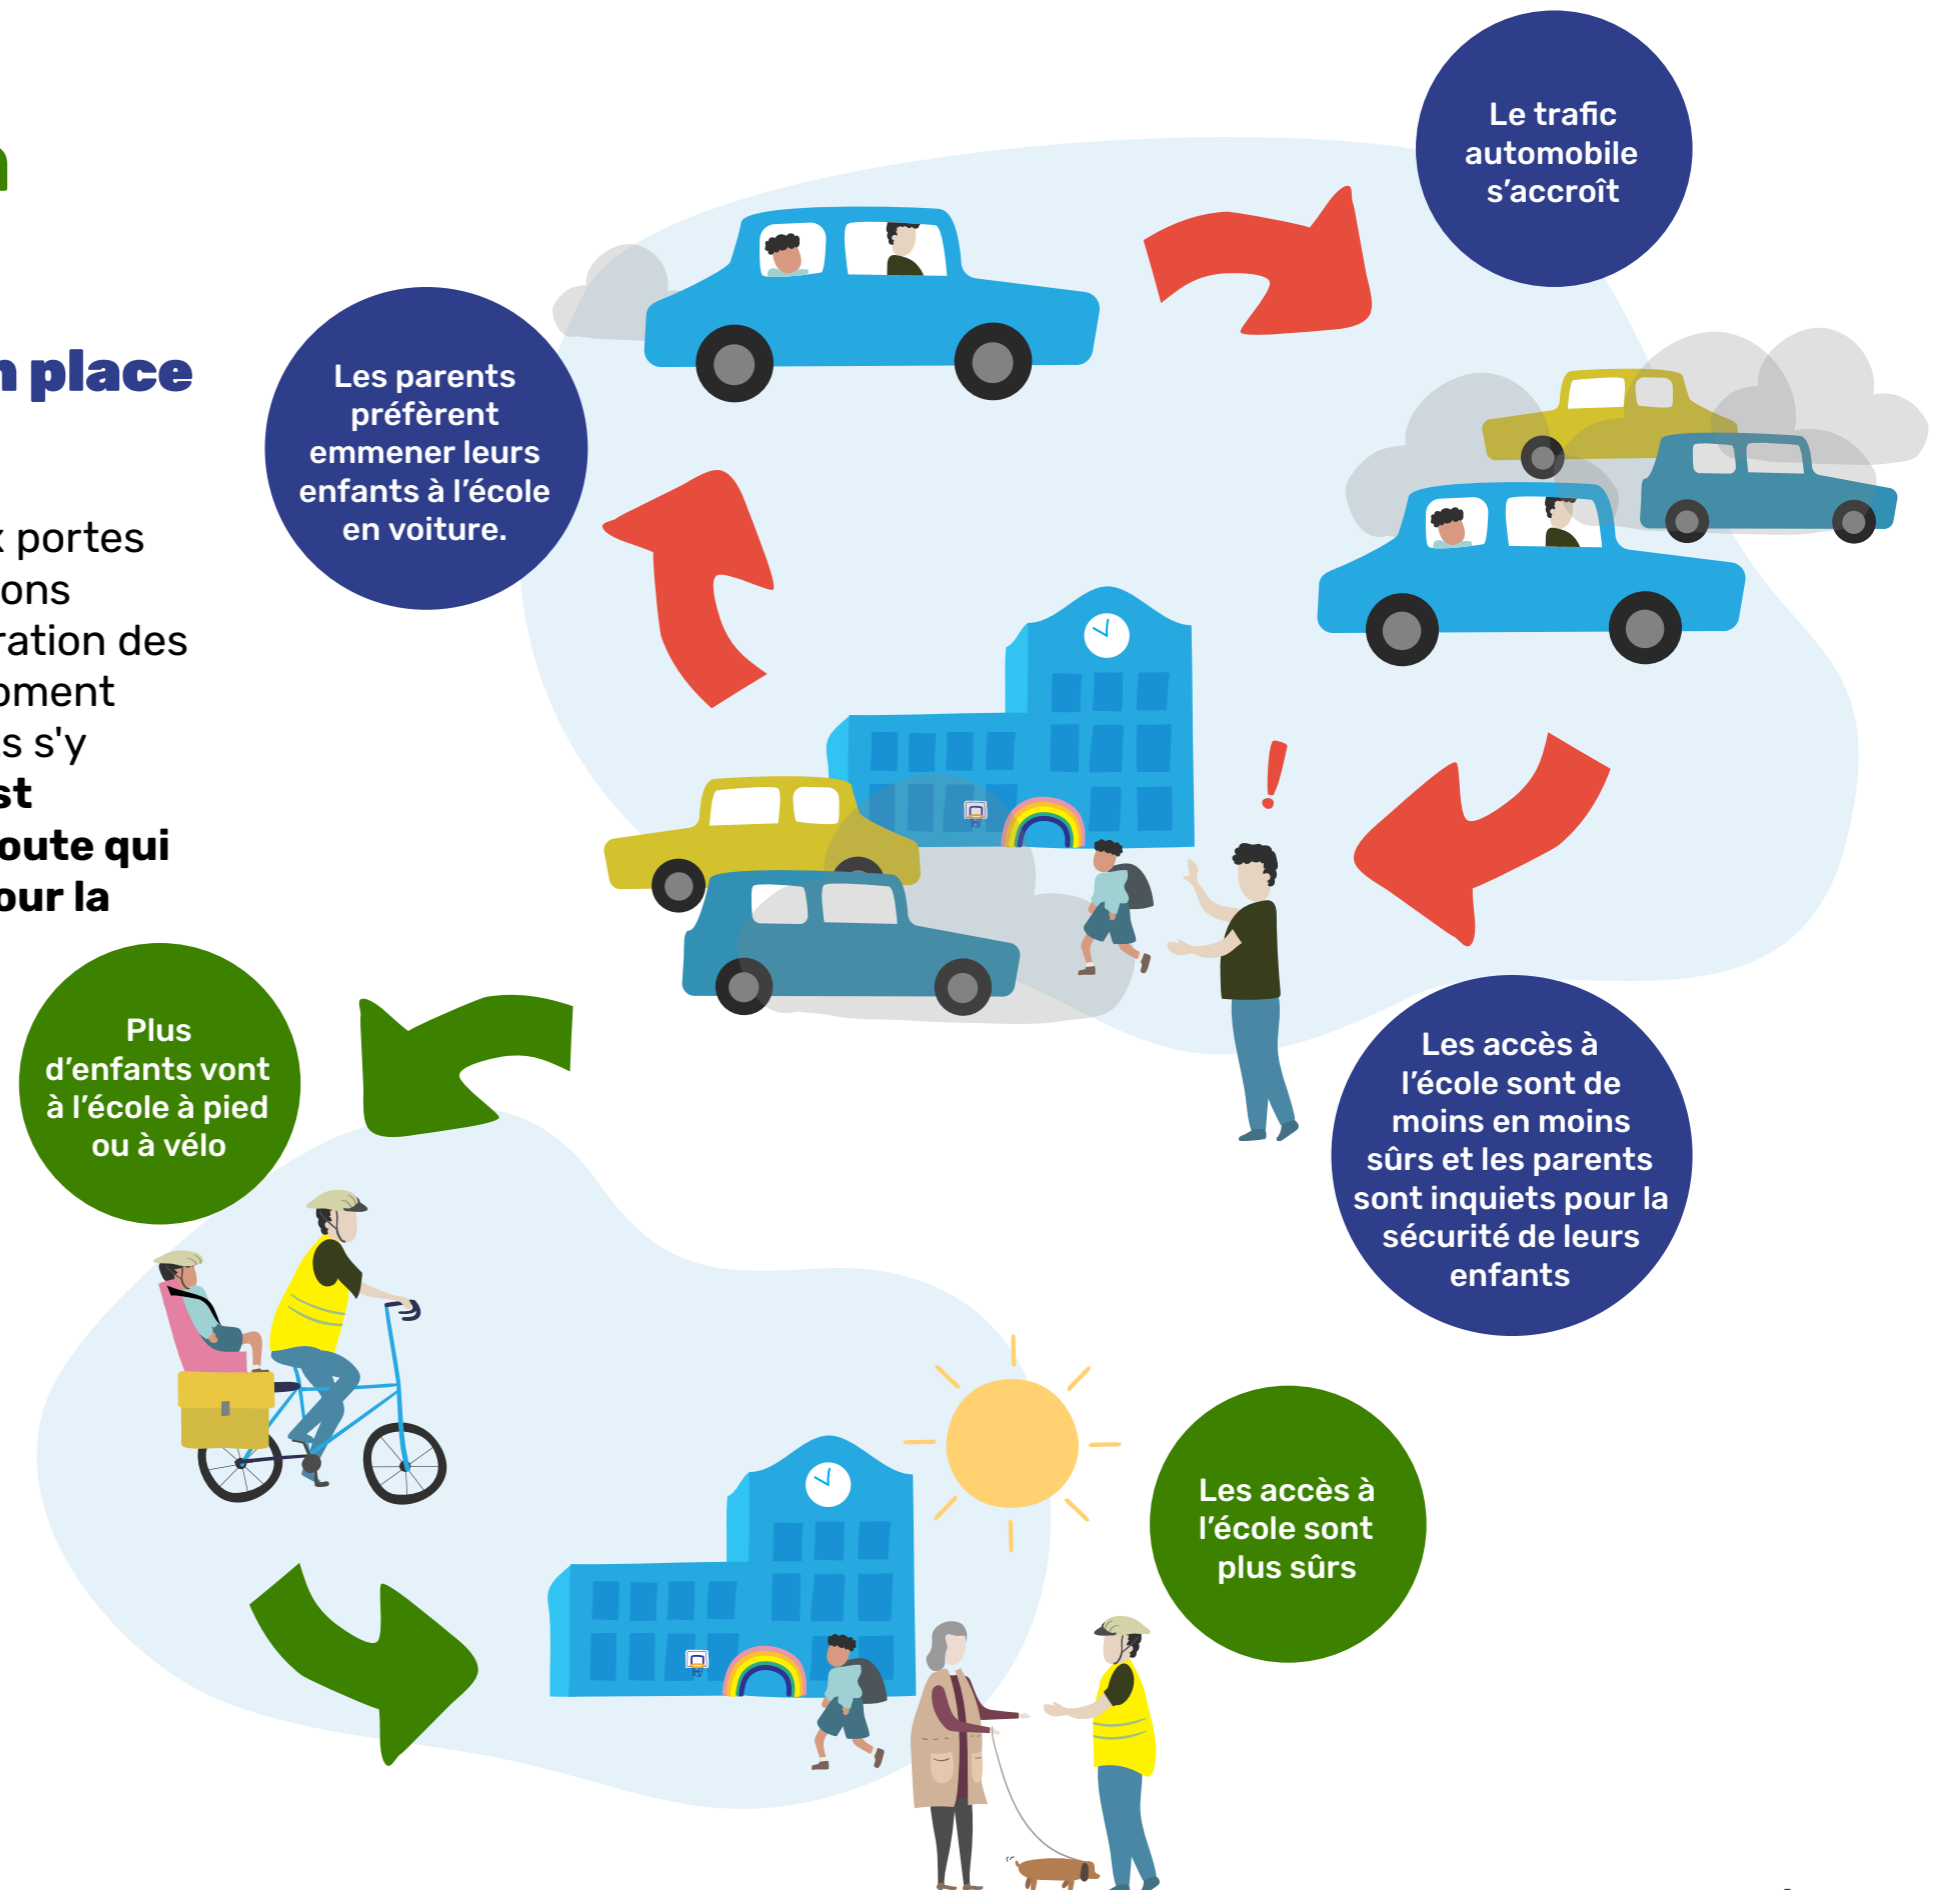 n place
portes
ons
ration des
s s'y
st
oute qui
our la
Les parents
préfèrent
emmener leurs
enfants à l'école
en voiture.
Le trafic
automobile
s'accroît
Les accès à
l'école sont de
moins en moins
sûrs et les parents
sont inquiets pour la
sécurité de leurs
enfants
Plus
d'enfants vont
à l'école à pied
ou à vélo
Les accès à
l'école sont
plus sûrs